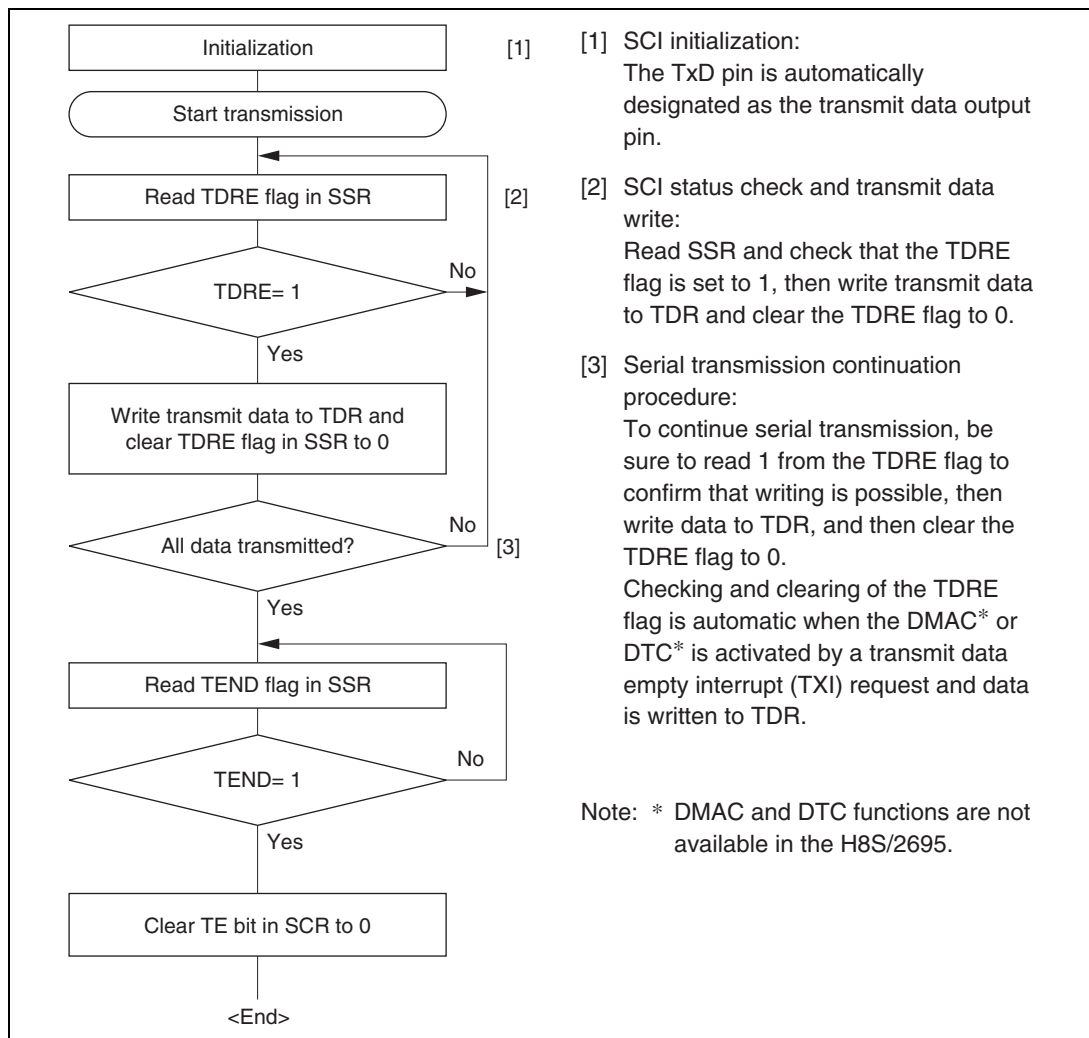 Initialization
[1]
Start transmission
Read TDRE flag in SSR
[2]
TDRE= 1
No
Yes
Write transmit data to TDR and
clear TDRE flag in SSR to 0
All data transmitted?
No
[3]
Yes
Read TEND flag in SSR
TEND= 1
No
Yes
Clear TE bit in SCR to 0
<End>
[1] SCI initialization:
The TxD pin is automatically
designated as the transmit data output
pin.
[2] SCI status check and transmit data
write:
Read SSR and check that the TDRE
flag is set to 1, then write transmit data
to TDR and clear the TDRE flag to 0.
[3] Serial transmission continuation
procedure:
To continue serial transmission, be
sure to read 1 from the TDRE flag to
confirm that writing is possible, then
write data to TDR, and then clear the
TDRE flag to 0.
Checking and clearing of the TDRE
flag is automatic when the DMAC* or
DTC* is activated by a transmit data
empty interrupt (TXI) request and data
is written to TDR.
Note: * DMAC and DTC functions are not
available in the H8S/2695.